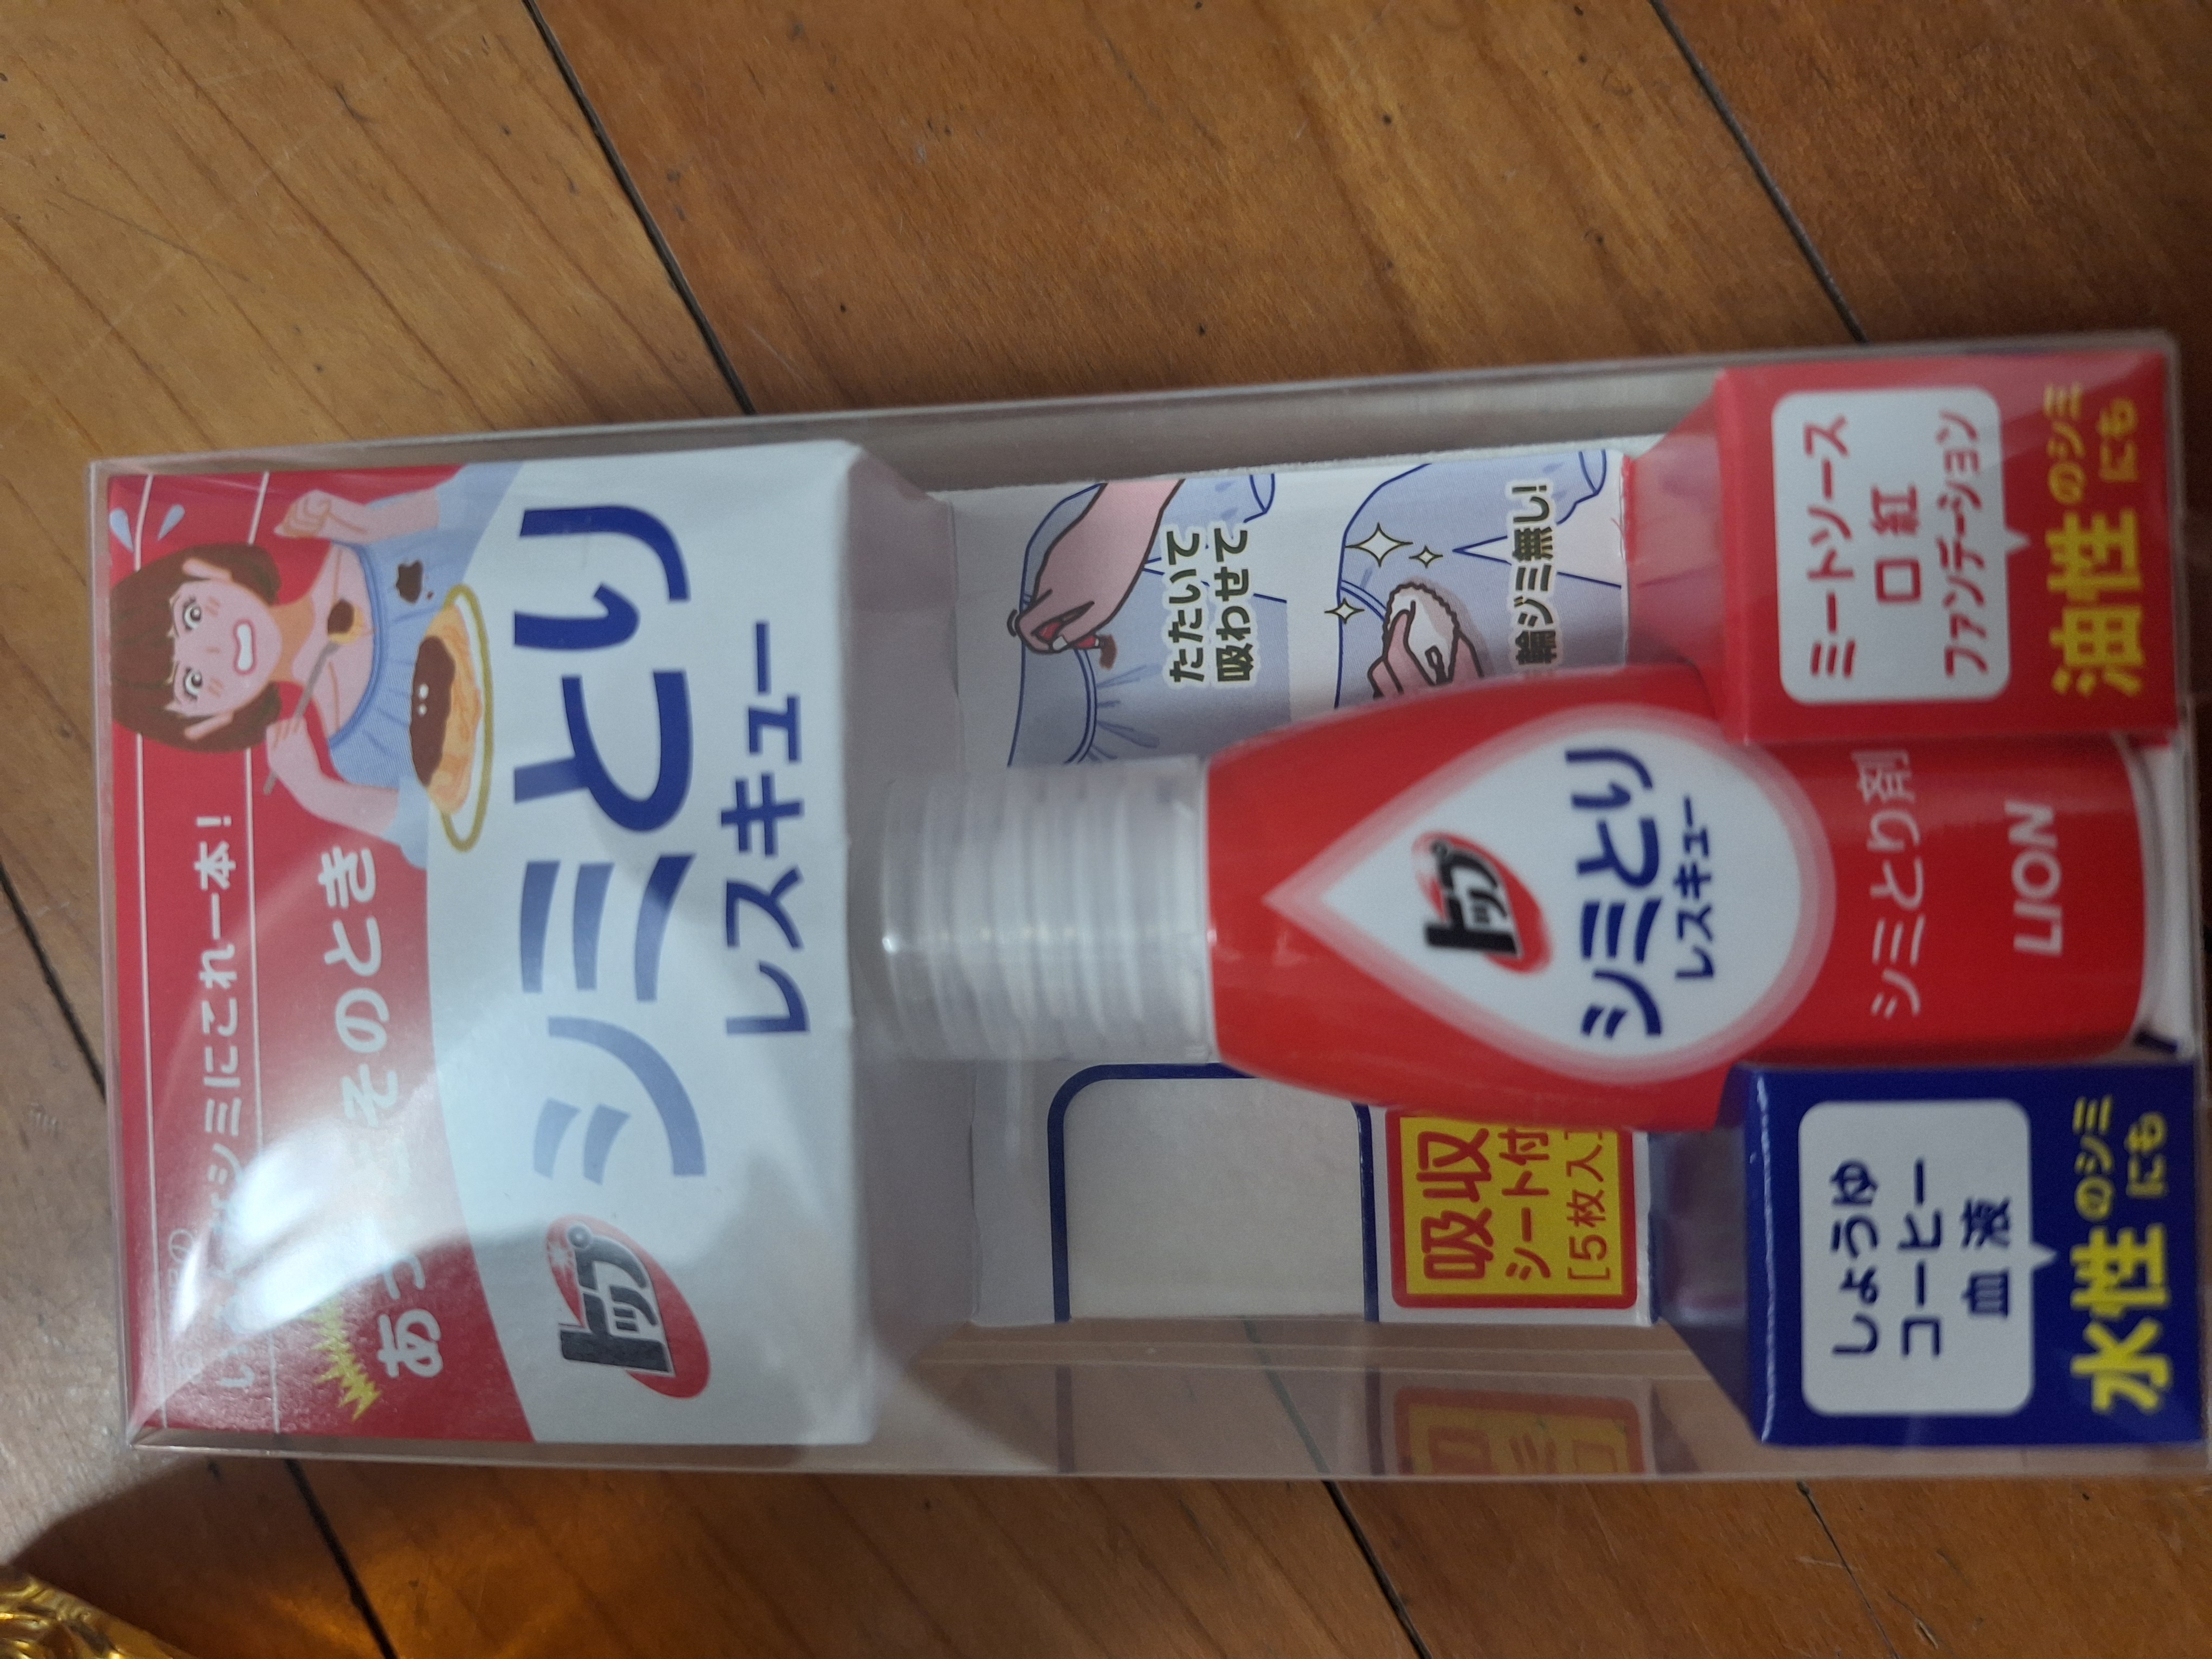 シミにこれ一本!
そのとき
トップ
シミとり
レスキュー
たたいて
吸わせて
輪ジミ無し!
吸収
シート付
[5枚入]
トップ
シミとり
レスキュー
シミとり剤
LION
しょうゆ
コーヒー
血液
水性のシミ
にも
ミートソース
口紅
ファンデーション
油性のシミ
にも